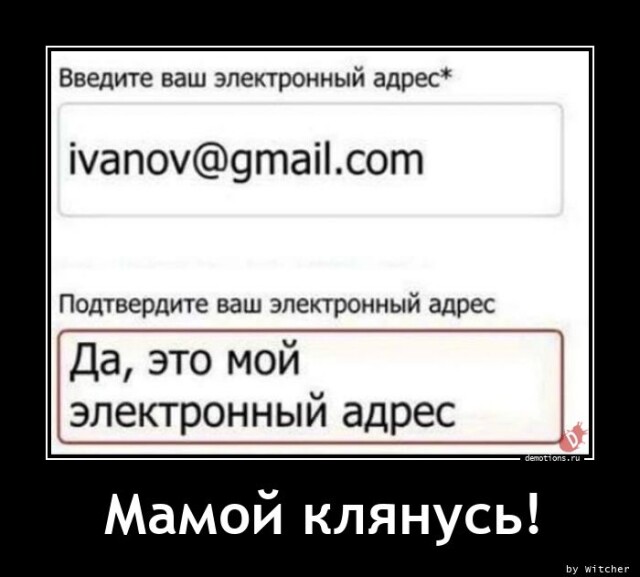 Введите ваш электронный адрес*
ivanov@gmail.com
Подтвердите ваш электронный адрес
Да, это мой
электронный адрес
demotions.ru
Мамой клянусь!
by Witcher